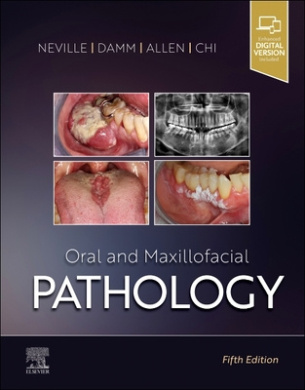 NEVILLE | DAMM | ALLEN | CHI
Enhanced
DIGITAL
VERSION
Included
Oral and Maxillofacial
PATHOLOGY
ELSEVIER
Fifth Edition